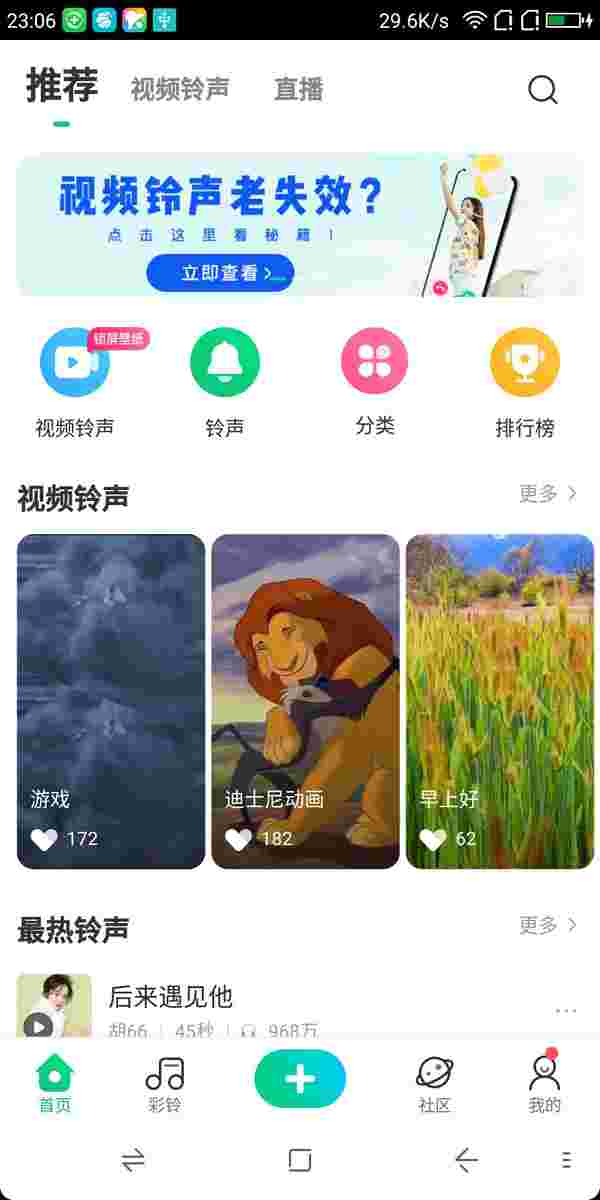 23:06
29.6K/s
推荐 视频铃声 直播
视频铃声老失效?
点击这里看秘籍!
立即查看
锁屏壁纸
视频铃声 铃声 分类 排行榜
视频铃声 更多
游戏 迪士尼动画 早上好
172 182 62
最热铃声 更多
后来遇见他
胡66 45秒 968万
首页 彩铃 社区 我的